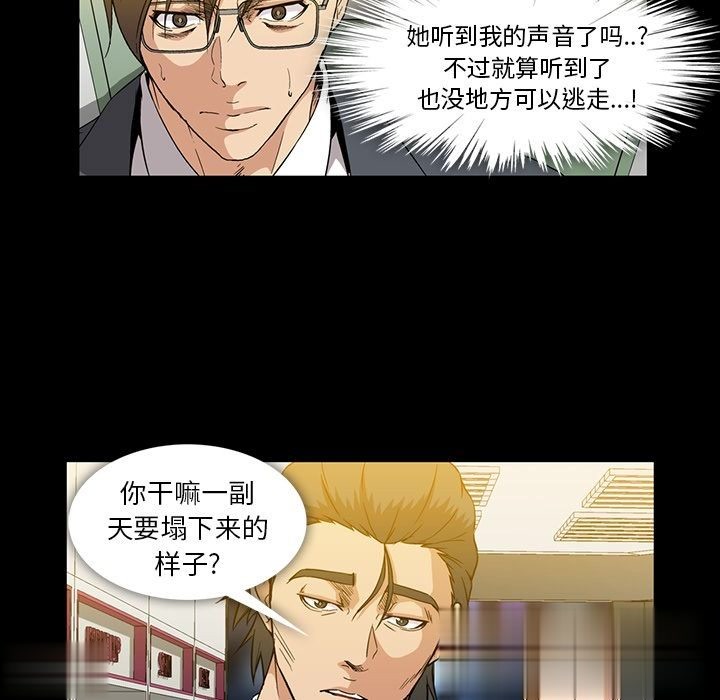 她听到我的声音了吗..?
不过就算听到了
也没地方可以逃走...!
你干嘛一副
天要塌下来的
样子?